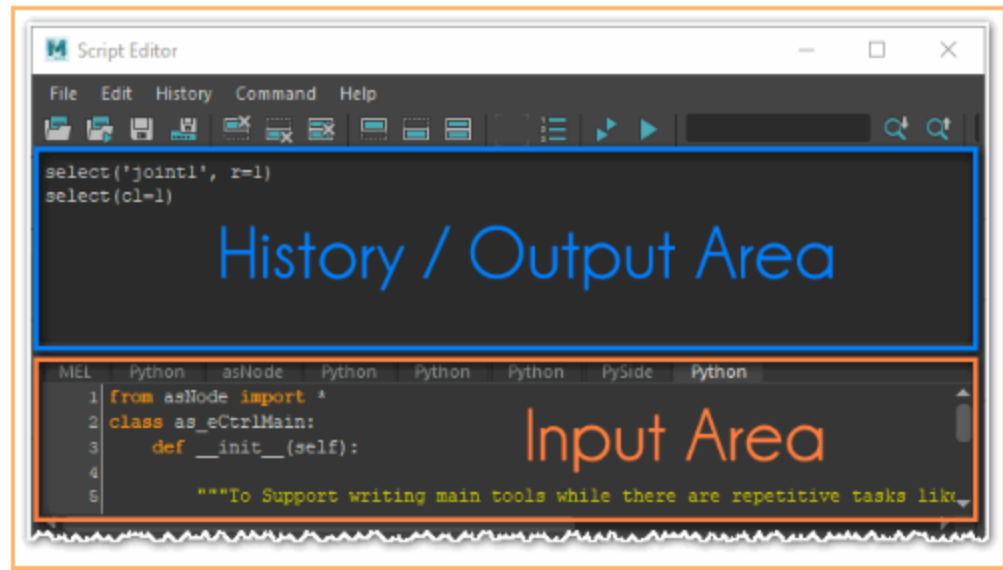 Script Editor
File Edit History Command Help
select('joint1', r=1)
select(cl=1)
History / Output Area
MEL Python asNode Python Python Python PySide Python
1 from asNode import *
2 class as_eCtrlMain:
3 def __init__(self):
4
5 """To Support writing main tools while there are repetitive tasks like
Input Area